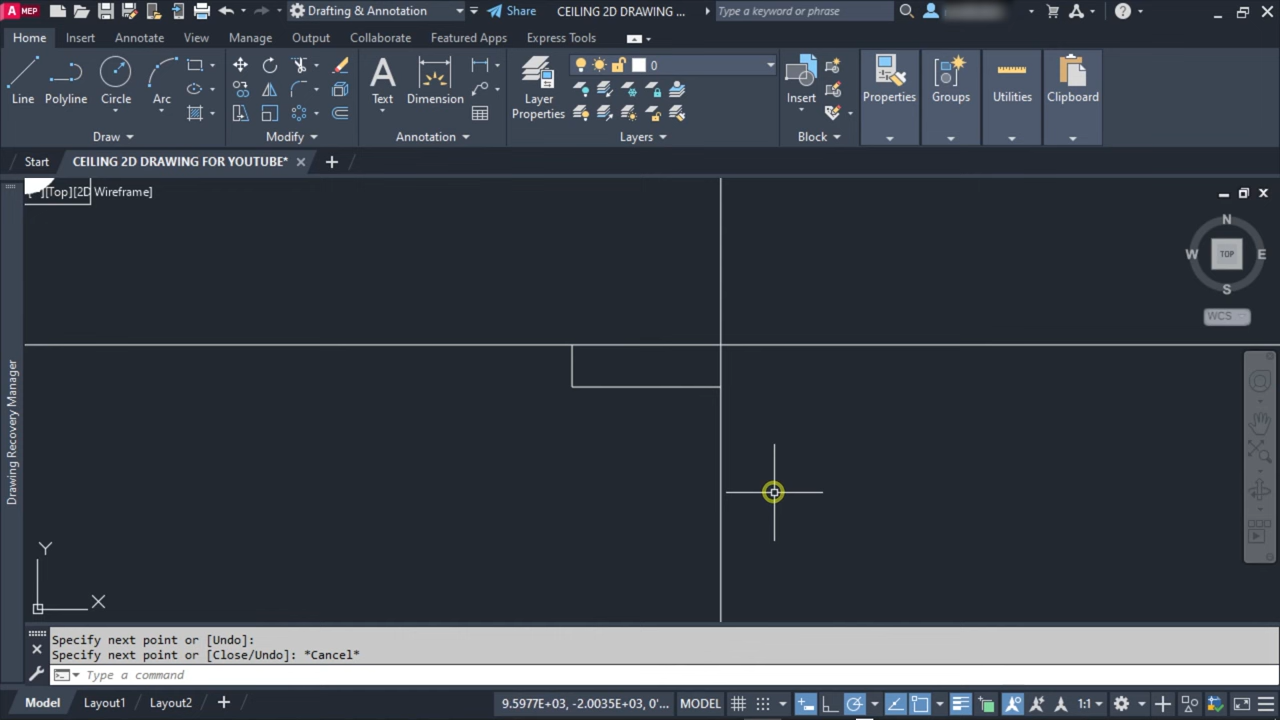 A MEP
Drafting & Annotation
Share
CEILING 2D DRAWING ...
Type a keyword or phrase
Home Insert Annotate View Manage Output Collaborate Featured Apps Express Tools
0
Line Polyline Circle Arc
Text Dimension
Layer Properties
Insert
Properties Groups Utilities Clipboard
Draw Modify Annotation Layers Block
Start CEILING 2D DRAWING FOR YOUTUBE*
[−][Top][2D Wireframe]
N
W TOP E
S
WCS
Drawing Recovery Manager
Y
X
Specify next point or [Undo]:
Specify next point or [Close/Undo]: *Cancel*
Type a command
Model Layout1 Layout2
9.5977E+03, -2.0035E+03, 0'... MODEL 1:1